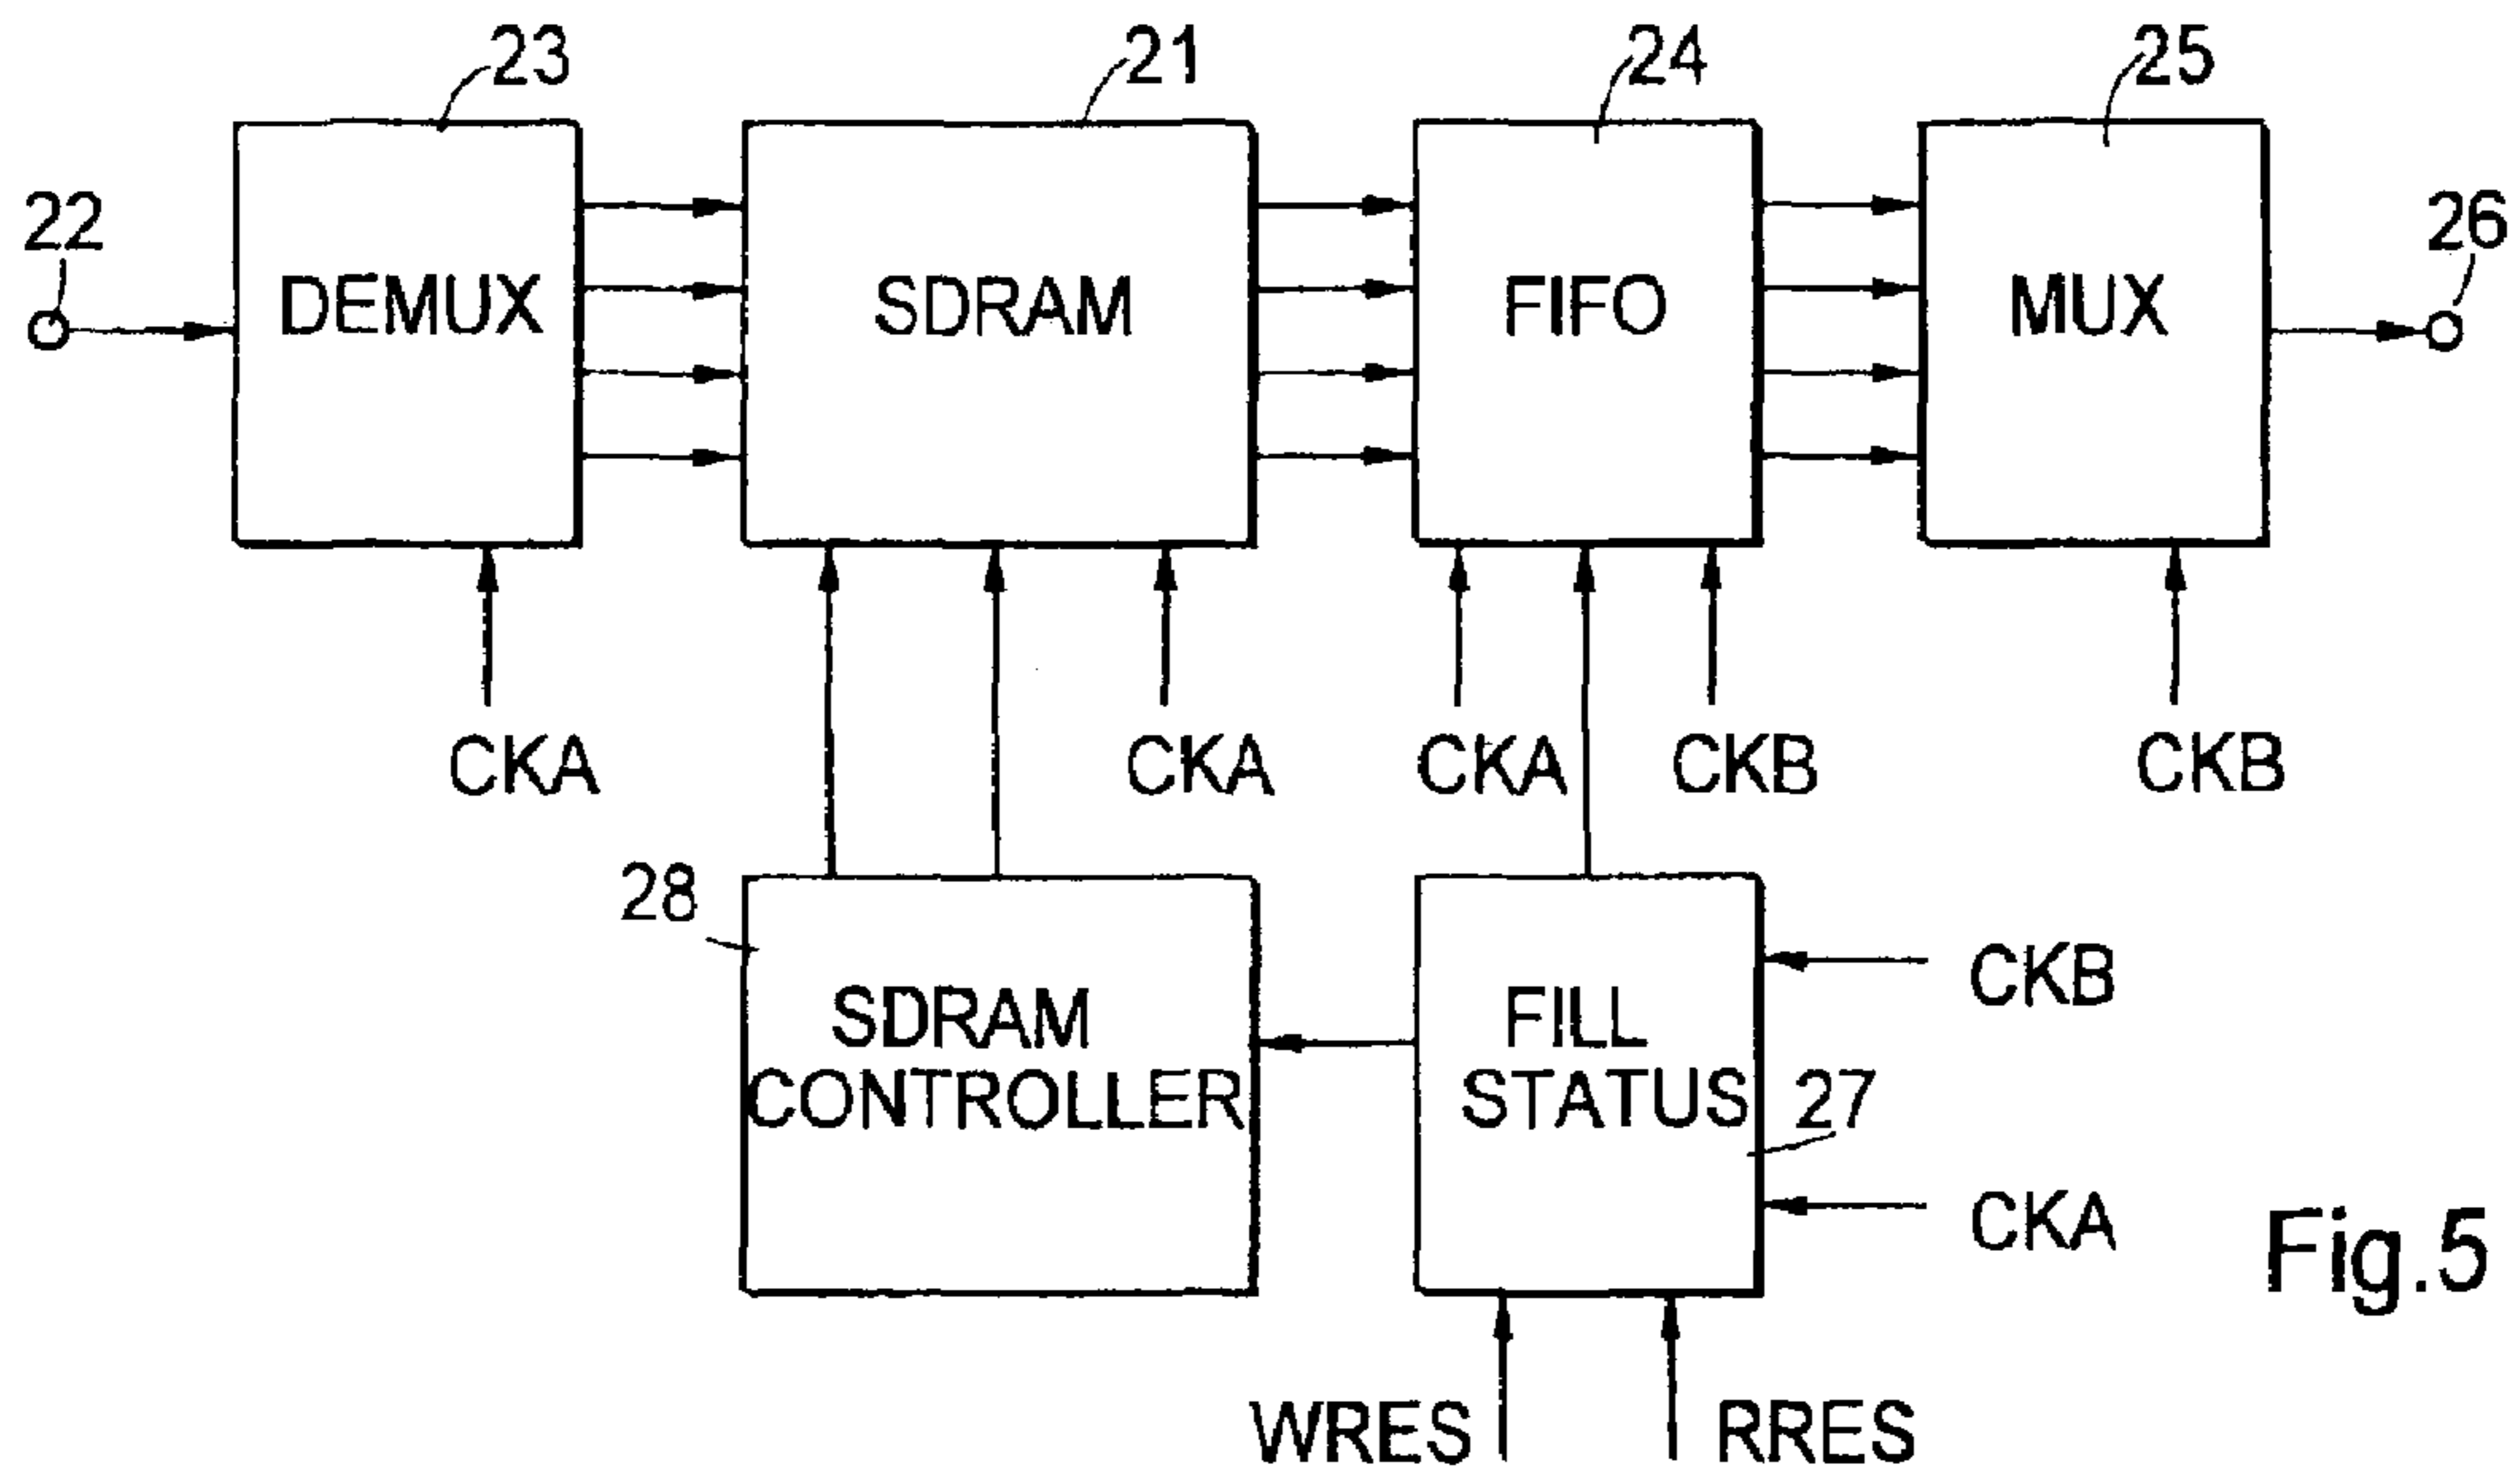 23
21
24
25
22
26
DEMUX
SDRAM
FIFO
MUX
CKA
CKA
CKA
CKB
CKB
28
SDRAM
CONTROLLER
FILL
STATUS
27
CKB
CKA
WRES
RRES
Fig.5